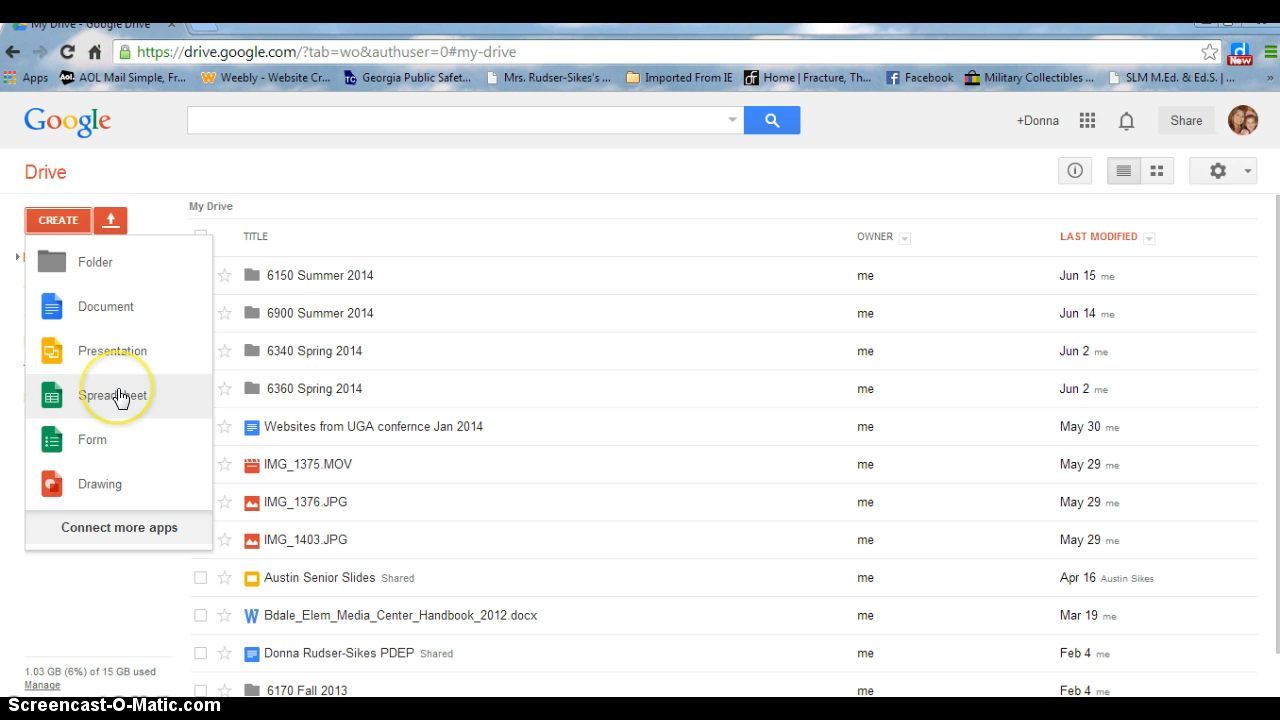 My Drive - Google Drive
https://drive.google.com/?tab=wo&authuser=0#my-drive
New
Apps AOL Mail Simple, Fr... Weebly - Website Cr... Georgia Public Safet... Mrs. Rudser-Sikes's ... Imported From IE Home | Fracture, Th... Facebook Military Collectibles ... SLM M.Ed. & Ed.S. | ... »
Google +Donna Share
Drive
CREATE My Drive
TITLE OWNER LAST MODIFIED
Folder
Document
Presentation
Spreadsheet
Form
Drawing
Connect more apps
6150 Summer 2014 me Jun 15 me
6900 Summer 2014 me Jun 14 me
6340 Spring 2014 me Jun 2 me
6360 Spring 2014 me Jun 2 me
Websites from UGA confernce Jan 2014 me May 30 me
IMG_1375.MOV me May 29 me
IMG_1376.JPG me May 29 me
IMG_1403.JPG me May 29 me
Austin Senior Slides Shared me Apr 16 Austin Sikes
Bdale_Elem_Media_Center_Handbook_2012.docx me Mar 19 me
Donna Rudser-Sikes PDEP Shared me Feb 4 me
6170 Fall 2013 me Feb 4 me
1.03 GB (6%) of 15 GB used
Manage
Screencast-O-Matic.com